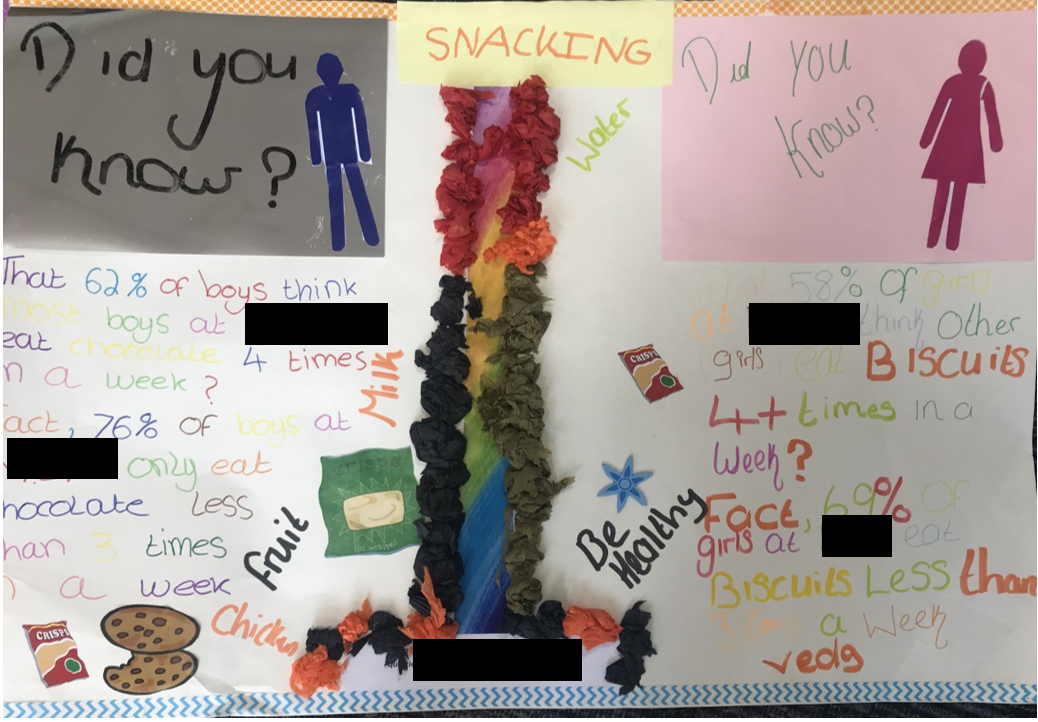 SNACKING
Did you
Know?
That 62% of boys think
most boys at
eat chocolate 4 times
n a week?
act, 76% of boys at
only eat
hocolate less
han 3 times
a week
Milk
crisps
Fruit
CRISPS
Chicken
Water
Did YOU
Know?
58% Of girls
at think Other
girls eat BISCUITS
4+ times in a
Week?
CRISPS
Fact, 69% Of
girls at eat
BISCUITS Less than
a Week
vedg
Be
Healthy